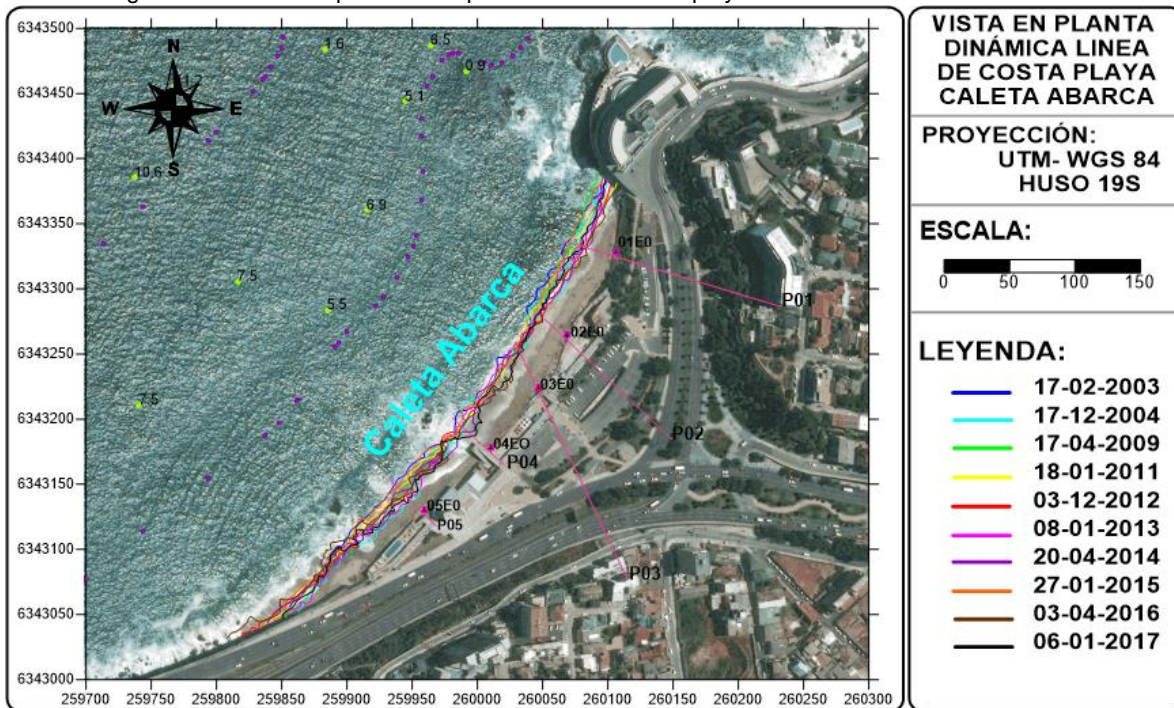 6343500
6343450
6343400
6343350
6343300
6343250
6343200
6343150
6343100
6343050
6343000
259700 259750 259800 259850 259900 259950 260000 260050 260100 260150 260200 260250 260300
N
W E
S
6.5
0.9
5.1
10.6
6.9
7.5
5.5
7.5
Caleta Abarca
01E0
P01
02E0
P02
03E0
P03
04EO
P04
05E0
P05
VISTA EN PLANTA
DINÁMICA LINEA
DE COSTA PLAYA
CALETA ABARCA
PROYECCIÓN:
UTM- WGS 84
HUSO 19S
ESCALA:
0 50 100 150
LEYENDA:
17-02-2003
17-12-2004
17-04-2009
18-01-2011
03-12-2012
08-01-2013
20-04-2014
27-01-2015
03-04-2016
06-01-2017